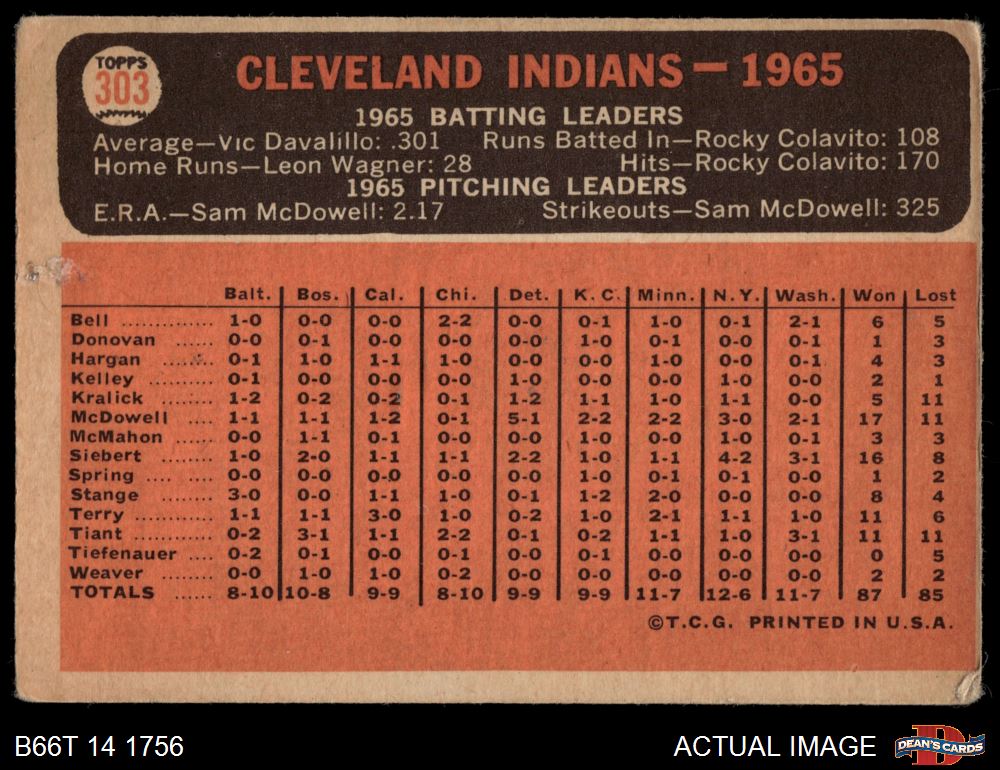 TOPPS
303
CLEVELAND INDIANS — 1965
1965 BATTING LEADERS
Average—Vic Davalillo: .301 Runs Batted In—Rocky Colavito: 108
Home Runs—Leon Wagner: 28 Hits—Rocky Colavito: 170
1965 PITCHING LEADERS
E.R.A.—Sam McDowell: 2.17 Strikeouts—Sam McDowell: 325
Balt. Bos. Cal. Chi. Det. K. C. Minn. N.Y. Wash. Won Lost
Bell .............. 1-0 0-0 0-0 2-2 0-0 0-1 1-0 0-1 2-1 6 5
Donovan ...... 0-0 0-1 0-0 0-0 0-0 1-0 0-1 0-0 0-1 1 3
Hargan ....... 0-1 1-0 1-1 1-0 0-0 0-0 0-1 1-0 0-0 4 3
Kelley .......... 0-1 0-0 0-0 0-0 1-0 0-0 0-0 1-0 0-0 2 1
Kralick ........ 1-2 0-2 0-2 0-1 1-2 1-1 1-0 1-1 0-0 5 11
McDowell .... 1-1 1-1 1-2 0-1 5-1 2-2 2-2 3-0 2-1 17 11
McMahon ...... 0-0 1-1 0-1 0-0 0-0 1-0 0-0 1-0 0-1 3 3
Siebert ........ 1-0 2-0 1-1 1-1 2-2 1-0 1-1 4-2 3-1 16 8
Spring .... .... 0-0 0-0 0-0 0-0 0-0 1-0 0-1 0-1 0-0 1 2
Stange ........ 3-0 0-0 1-1 1-0 0-1 1-2 2-0 0-0 0-0 8 4
Terry ............ 1-1 1-1 3-0 1-0 0-2 1-0 2-1 1-1 1-0 11 6
Tiant ............ 0-2 3-1 1-1 2-2 0-1 0-2 1-1 1-0 3-1 11 11
Tiefenauer .... 0-2 0-1 0-0 0-1 0-0 0-1 0-0 0-0 0-0 0 5
Weaver ........ 0-0 1-0 1-0 0-2 0-0 0-0 0-0 0-0 0-0 2 2
TOTALS ...... 8-10 10-8 9-9 8-10 9-9 9-9 11-7 12-6 11-7 87 85
©T.C.G. PRINTED IN U.S.A.
B66T 14 1756
ACTUAL IMAGE
D
DEAN'S CARDS